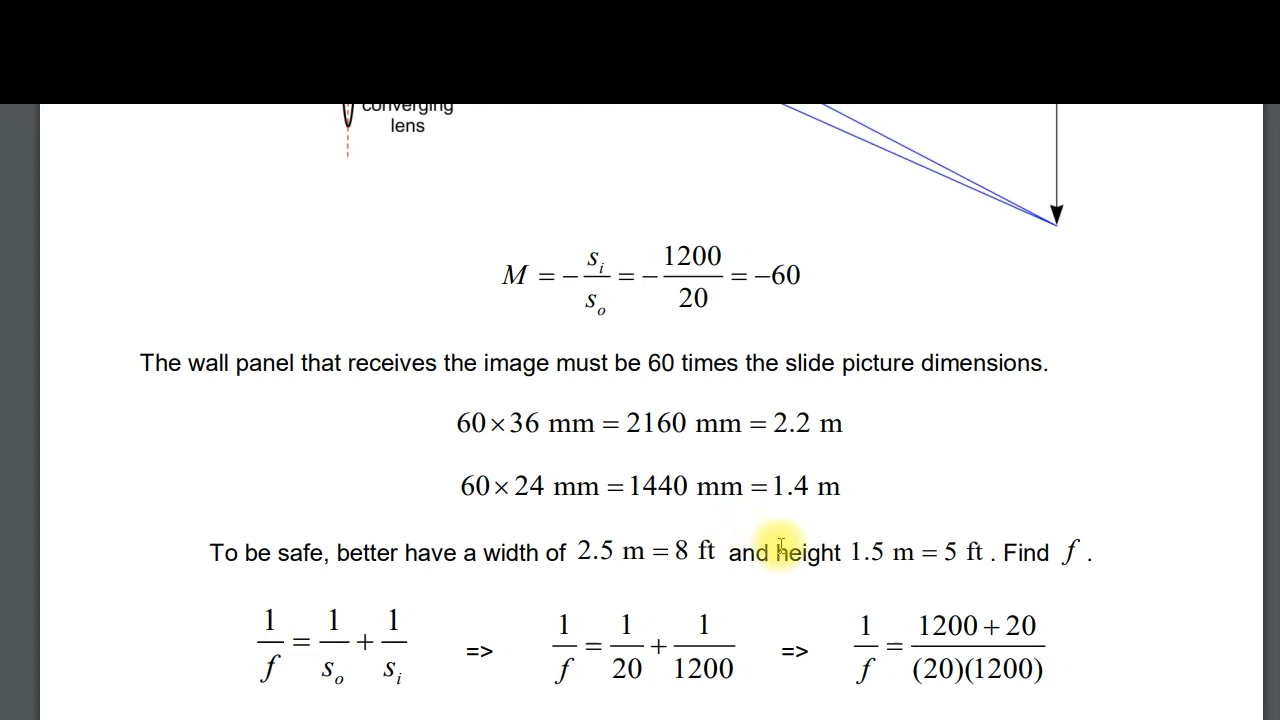 converging
lens
M = − s_i / s_o = − 1200 / 20 = −60
The wall panel that receives the image must be 60 times the slide picture dimensions.
60 × 36 mm = 2160 mm = 2.2 m
60 × 24 mm = 1440 mm = 1.4 m
To be safe, better have a width of 2.5 m = 8 ft and height 1.5 m = 5 ft . Find f .
1/f = 1/s_o + 1/s_i => 1/f = 1/20 + 1/1200 => 1/f = (1200 + 20) / (20)(1200)